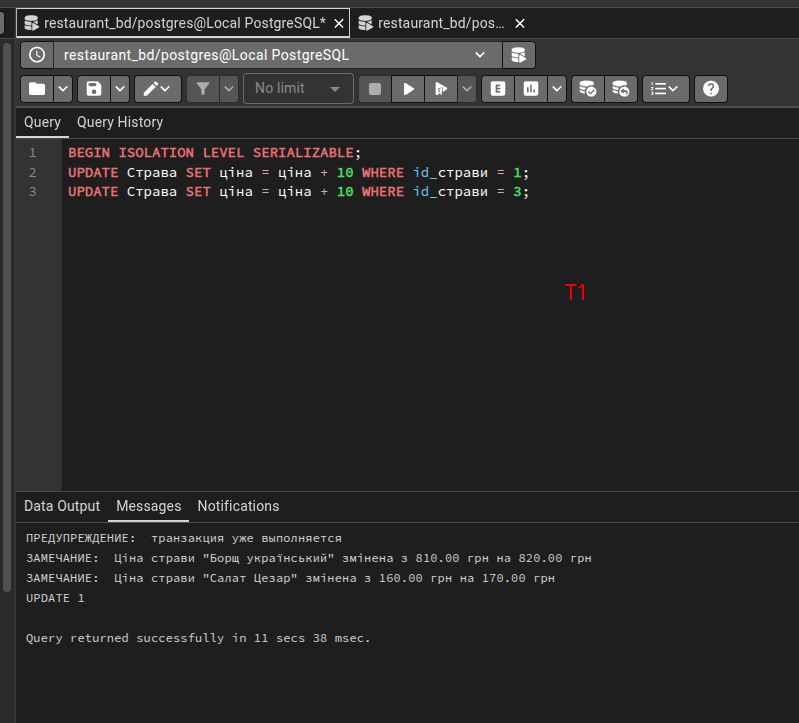 restaurant_bd/postgres@Local PostgreSQL* restaurant_bd/pos...
restaurant_bd/postgres@Local PostgreSQL
No limit E
Query Query History
1 BEGIN ISOLATION LEVEL SERIALIZABLE;
2 UPDATE Страва SET ціна = ціна + 10 WHERE id_страви = 1;
3 UPDATE Страва SET ціна = ціна + 10 WHERE id_страви = 3;
T1
Data Output Messages Notifications
ПРЕДУПРЕЖДЕНИЕ:  транзакция уже выполняется
ЗАМЕЧАНИЕ:  Ціна страви "Борщ український" змінена з 810.00 грн на 820.00 грн
ЗАМЕЧАНИЕ:  Ціна страви "Салат Цезар" змінена з 160.00 грн на 170.00 грн
UPDATE 1
Query returned successfully in 11 secs 38 msec.